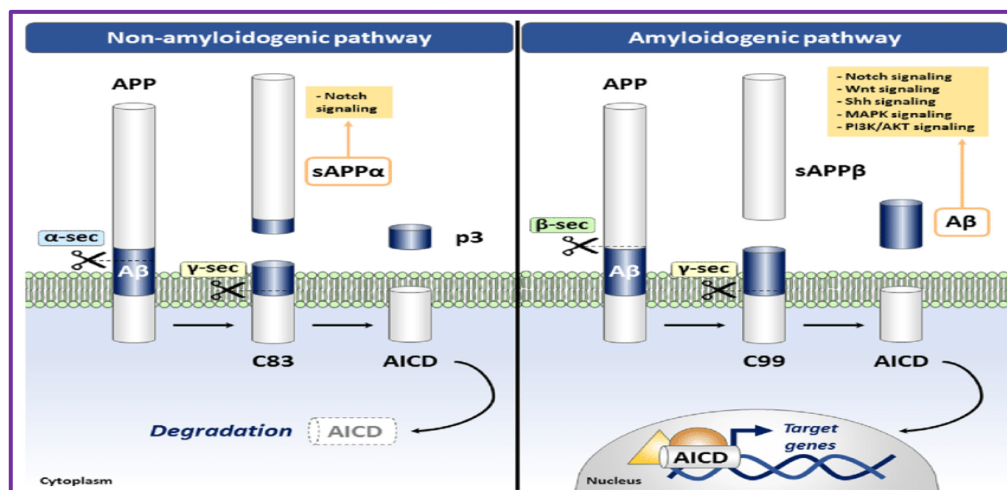 Non-amyloidogenic pathway
APP
- Notch
signaling
sAPPα
α-sec
Aβ
γ-sec
p3
C83
AICD
Degradation
AICD
Cytoplasm
Amyloidogenic pathway
APP
- Notch signaling
- Wnt signaling
- Shh signaling
- MAPK signaling
- PI3K/AKT signaling
sAPPβ
Aβ
β-sec
Aβ
γ-sec
C99
AICD
Target
genes
AICD
Nucleus